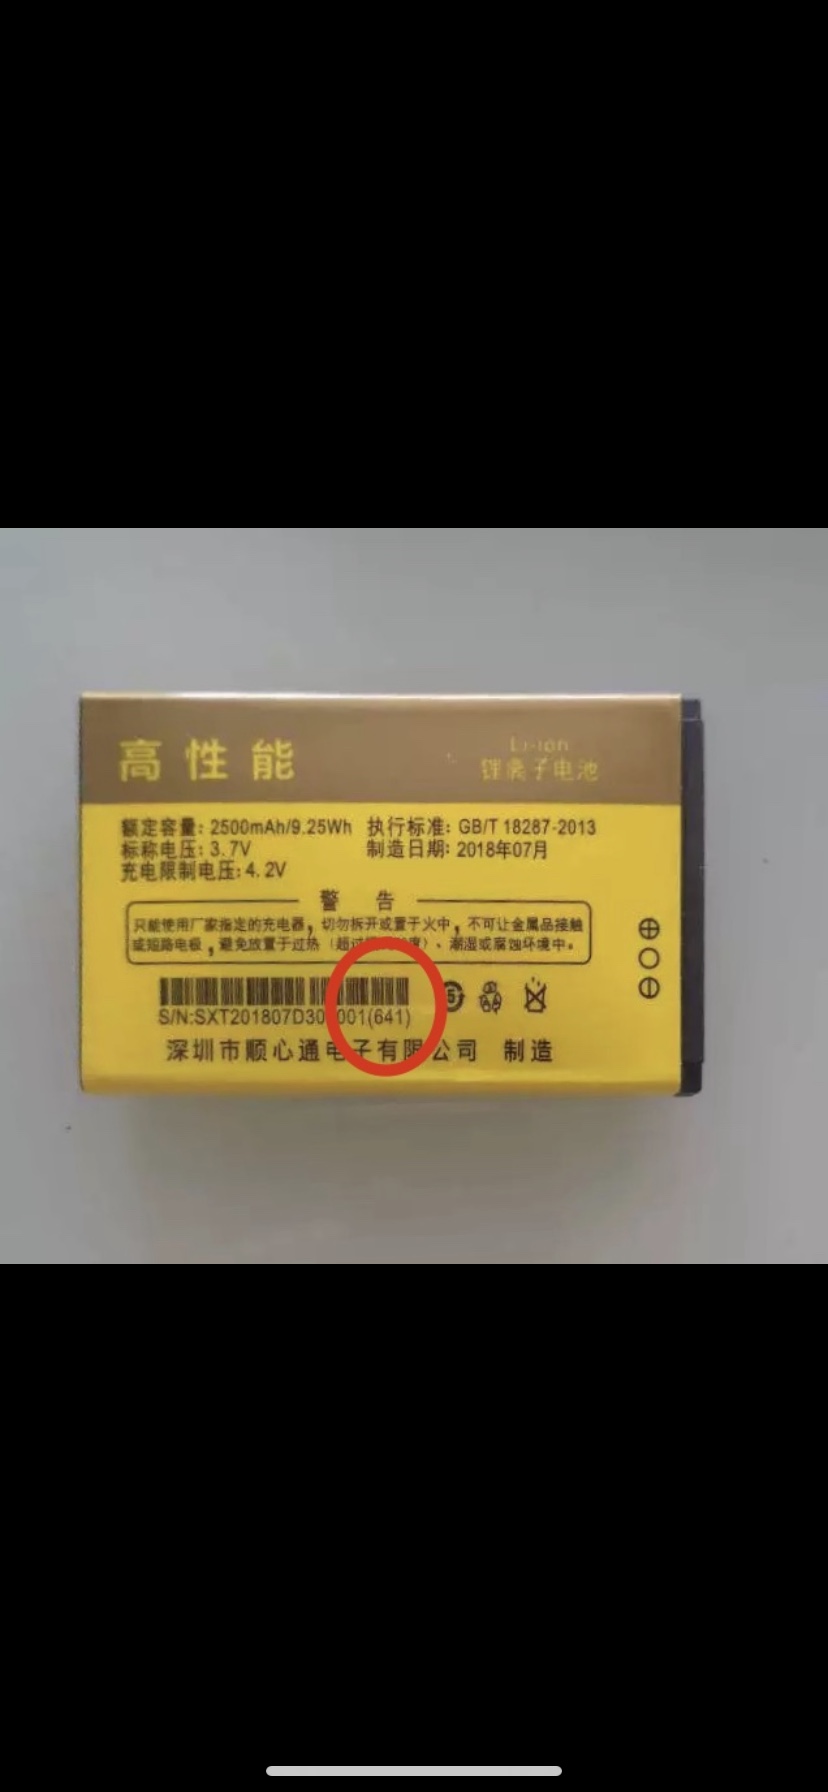 高性能
Li-ion
锂离子电池
额定容量: 2500mAh/9.25Wh
执行标准: GB/T 18287-2013
标称电压: 3.7V
制造日期: 2018年07月
充电限制电压: 4.2V
警 告
只能使用厂家指定的充电器，切勿拆开或置于火中，不可让金属品接触
或短路电极，避免放置于过热（超过 ）、潮湿或腐蚀环境中。
S/N:SXT201807D30 001(641)
5
深圳市顺心通电子有限公司 制造